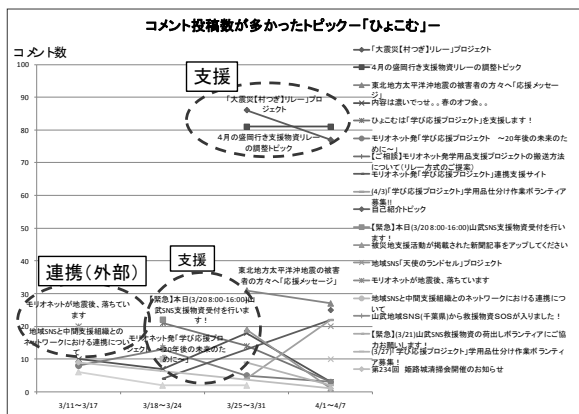 コメント投稿数が多かったトピックー「ひょこむ」ー
コメント数
100
90
80
70
60
50
40
30
20
10
0
3/11～3/17
3/18～3/24
3/25～3/31
4/1～4/7
支援
「大震災【村つぎ】リレー」プロ
ジェクト
4月の盛岡行き支援物資リレー
の調整トピック
連携(外部)
モリオネットが地震後、落ちています
地域SNSと中間支援組織との
ネットワークにおける連携につい
て
支援
【緊急】本日(3/20 8:00-16:00)山
武SNS支援物資受付を行いま
す！
モリオネット発「学び応援プロ
ジェクト ～20年後の未来のた
めに～」
東北地方太平洋沖地震の被害
者の方々へ「応援メッセージ」
「大震災【村つぎ】リレー」プロジェクト
4月の盛岡行き支援物資リレーの調整トピック
東北地方太平洋沖地震の被害者の方々へ「応援メッセー
ジ」
内容は濃いでっせ。。春のオフ会。。
ひょこむは「学び応援プロジェクト」を支援します！
モリオネット発「学び応援プロジェクト ～20年後の未来のた
めに～」
【ご相談】モリオネット発学用品支援プロジェクトの搬送方法
について(リレー方式のご提案)
モリオネット発「学び応援プロジェクト」連携支援サイト
(4/3)「学び応援プロジェクト」学用品仕分け作業ボランティア
募集!!
自己紹介トピック
【緊急】本日(3/20 8:00-16:00)山武SNS支援物資受付を行い
ます！
被災地支援活動が掲載された新聞記事をアップしてください
地域SNS「天使のランドセル」プロジェクト
モリオネットが地震後、落ちています
地域SNSと中間支援組織とのネットワークにおける連携につ
いて
山武地域SNS(千葉県)から救援物資SOSが入りました！
【緊急】(3/21)山武SNS救援物資の荷出しボランティアにご協
力お願いします！
(3/27)「学び応援プロジェクト」学用品仕分け作業ボランティア
募集！
第234回 姫路城清掃会開催のお知らせ